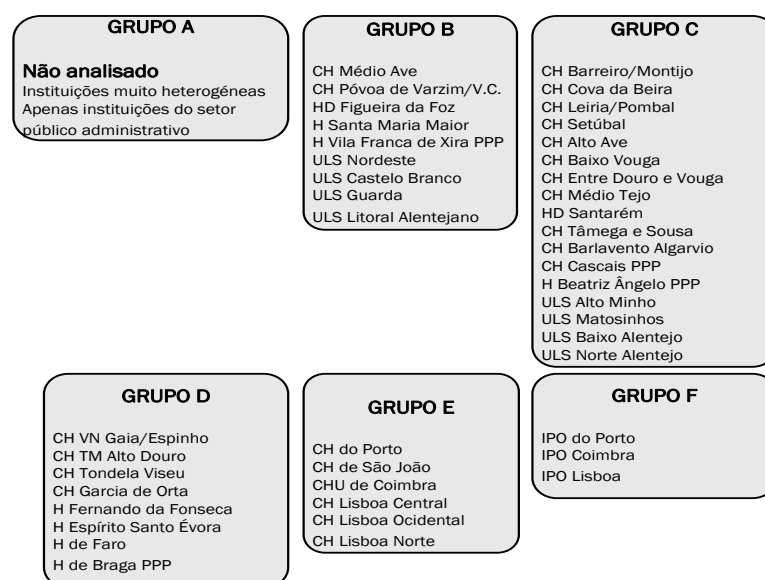 GRUPO A
Não analisado
Instituições muito heterogéneas
Apenas instituições do setor
público administrativo
GRUPO B
CH Médio Ave
CH Póvoa de Varzim/V.C.
HD Figueira da Foz
H Santa Maria Maior
H Vila Franca de Xira PPP
ULS Nordeste
ULS Castelo Branco
ULS Guarda
ULS Litoral Alentejano
GRUPO C
CH Barreiro/Montijo
CH Cova da Beira
CH Leiria/Pombal
CH Setúbal
CH Alto Ave
CH Baixo Vouga
CH Entre Douro e Vouga
CH Médio Tejo
HD Santarém
CH Tâmega e Sousa
CH Barlavento Algarvio
CH Cascais PPP
H Beatriz Ângelo PPP
ULS Alto Minho
ULS Matosinhos
ULS Baixo Alentejo
ULS Norte Alentejo
GRUPO D
CH VN Gaia/Espinho
CH TM Alto Douro
CH Tondela Viseu
CH Garcia de Orta
H Fernando da Fonseca
H Espírito Santo Évora
H de Faro
H de Braga PPP
GRUPO E
CH do Porto
CH de São João
CHU de Coimbra
CH Lisboa Central
CH Lisboa Ocidental
CH Lisboa Norte
GRUPO F
IPO do Porto
IPO Coimbra
IPO Lisboa